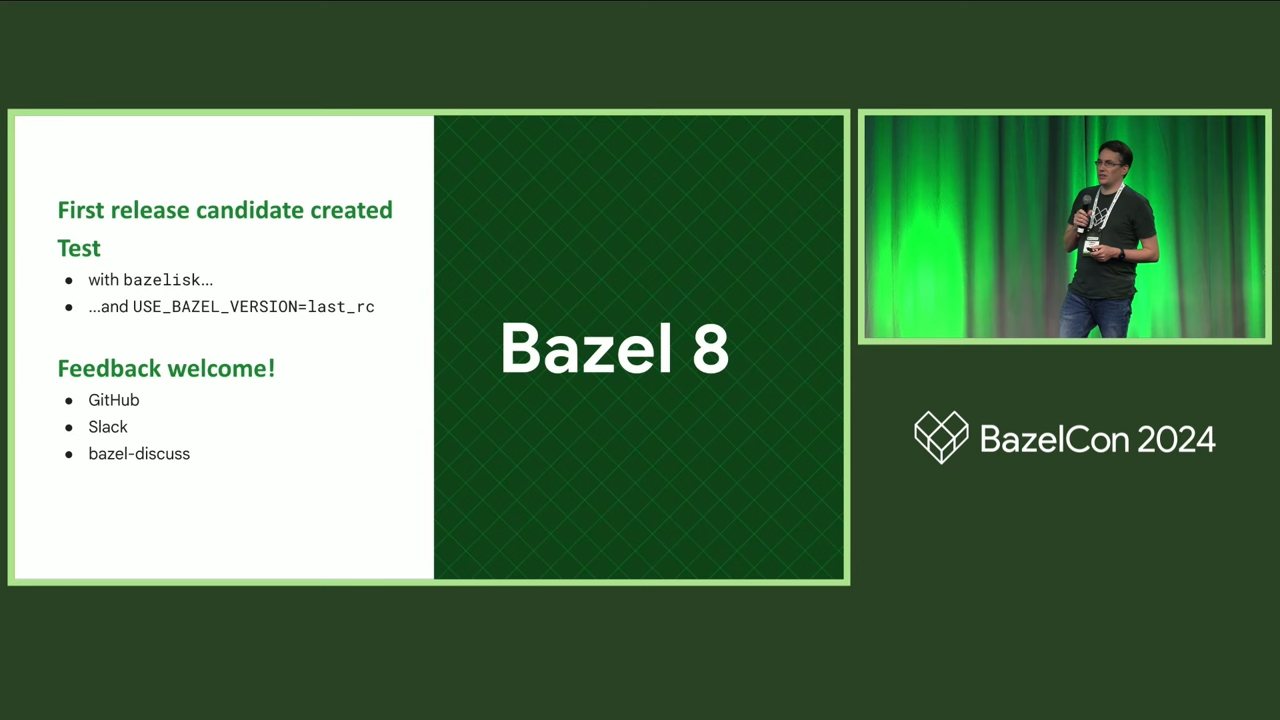 First release candidate created
Test
● with bazelisk...
● ...and USE_BAZEL_VERSION=last_rc
Feedback welcome!
● GitHub
● Slack
● bazel-discuss
Bazel 8
BazelCon 2024